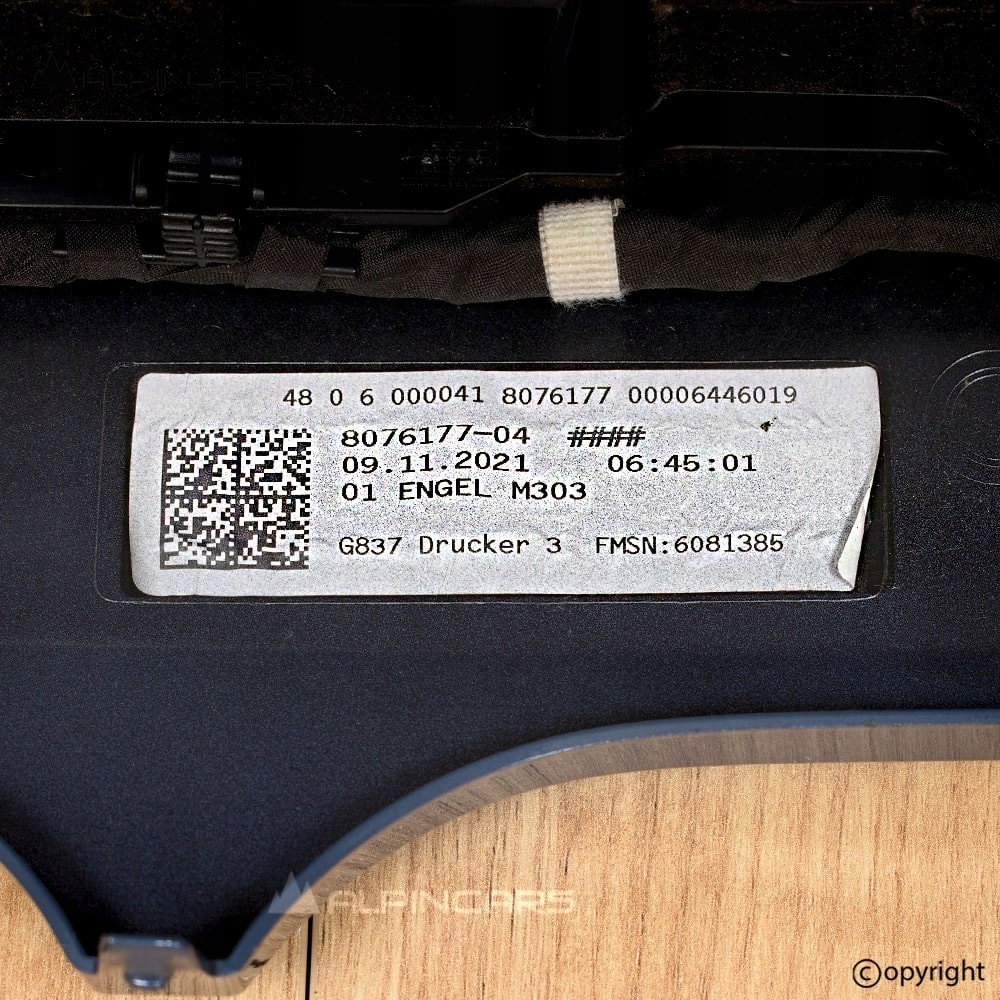 ALPINCARS
48 0 6 000041 8076177 00006446019
8076177-04 ####
09.11.2021 06:45:01
01 ENGEL M303
G837 Drucker 3 FMSN:6081385
ALPINCARS
©opyright